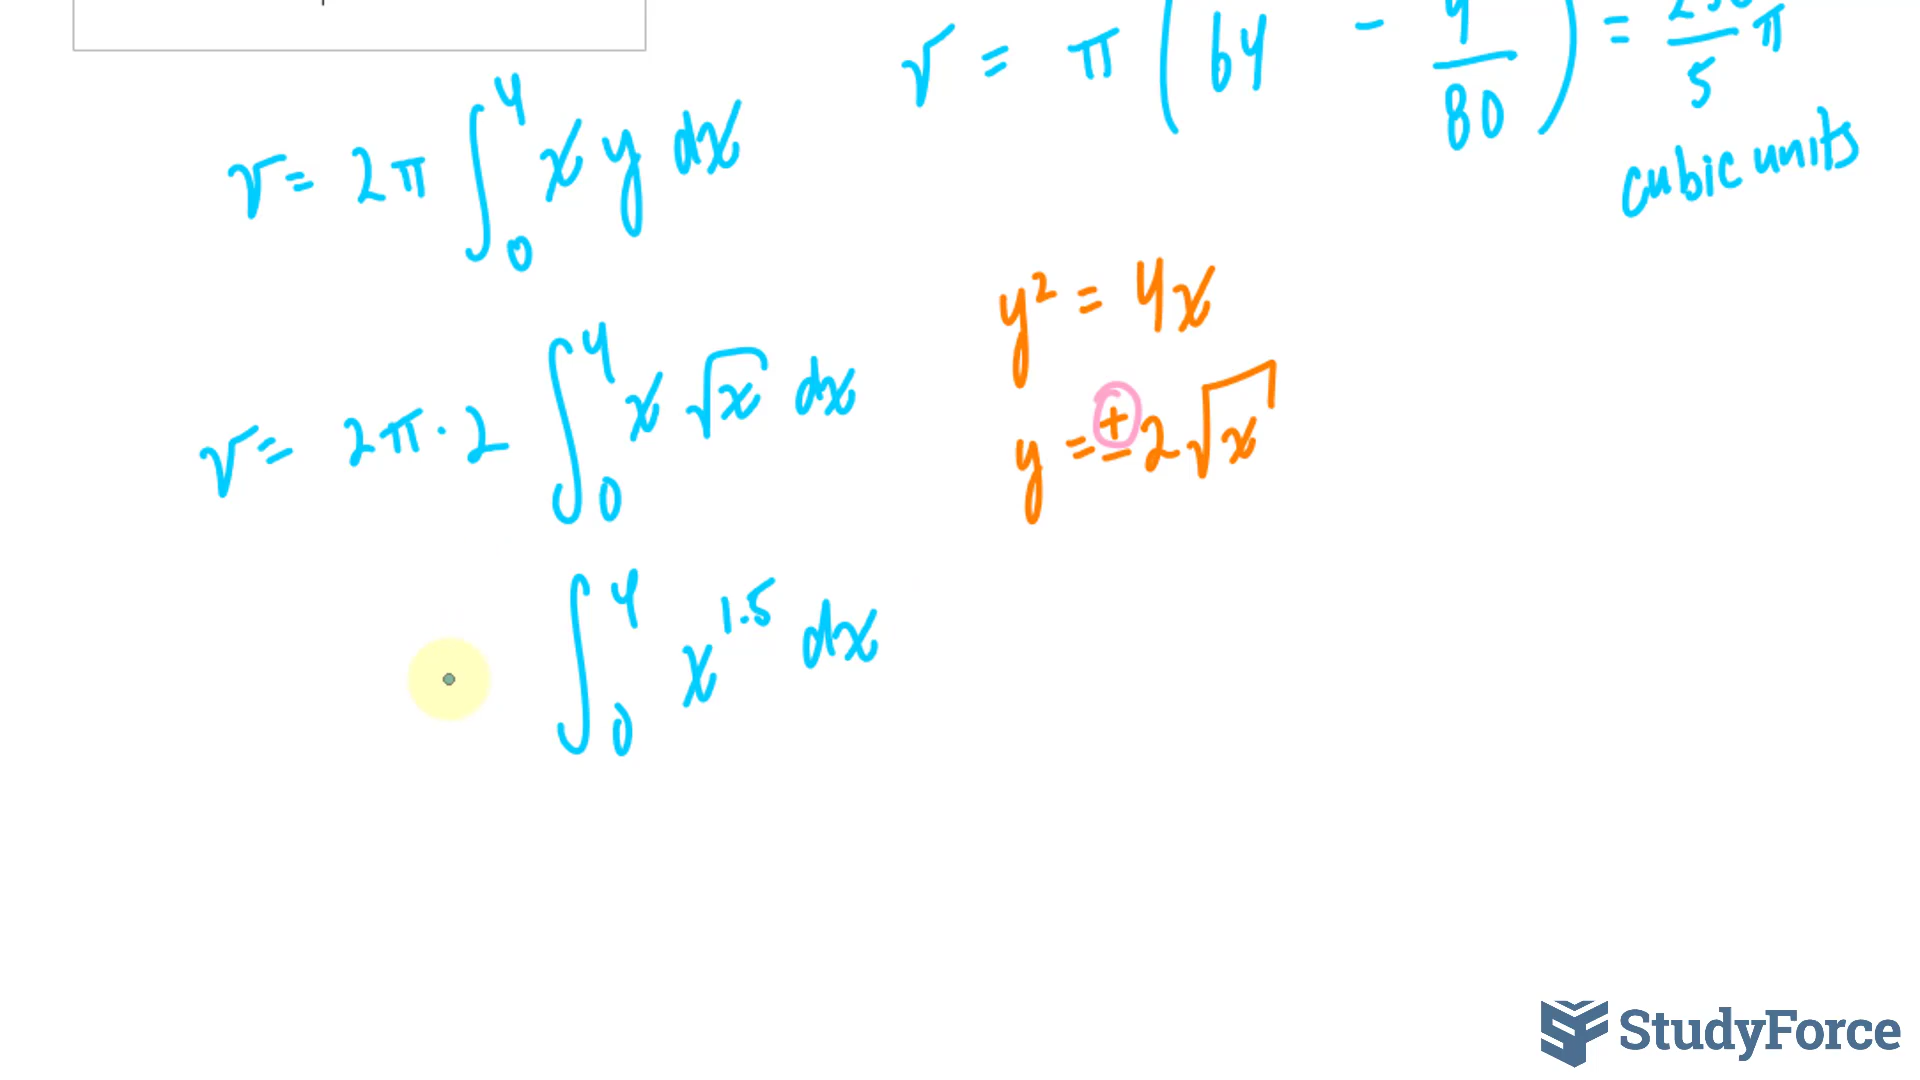 V = π ( 64 - 4/80 ) = /5 π
cubic units
V = 2π ∫₀⁴ x y dx
y² = 4x
V = 2π · 2 ∫₀⁴ x √x dx
y = ± 2√x
∫₀⁴ x^1.5 dx
StudyForce